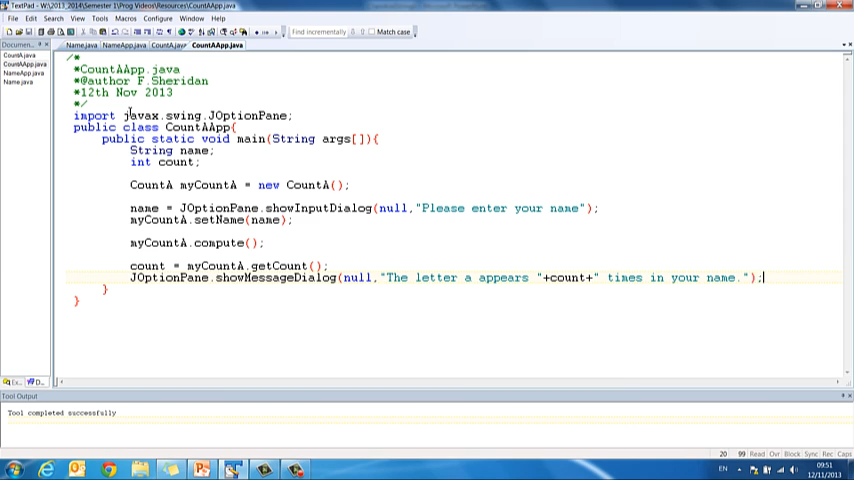 TextPad - W:\2013_2014\Semester 1\Prog Videos\Resources\CountAApp.java
File Edit Search View Tools Macros Configure Window Help
Find incrementally Match case
Documen...
Name.java NameApp.java CountA.java CountAApp.java
CountA.java
CountAApp.java
NameApp.java
Name.java
/*
*CountAApp.java
*@author F.Sheridan
*12th Nov 2013
*/
import javax.swing.JOptionPane;
public class CountAApp{
public static void main(String args[]){
String name;
int count;
CountA myCountA = new CountA();
name = JOptionPane.showInputDialog(null,"Please enter your name");
myCountA.setName(name);
myCountA.compute();
count = myCountA.getCount();
JOptionPane.showMessageDialog(null,"The letter a appears "+count+" times in your name.");
}
}
Ex... D...
Tool Output
Tool completed successfully
20 99 Read Ovr Block Sync Rec Caps
EN 09:51
12/11/2013